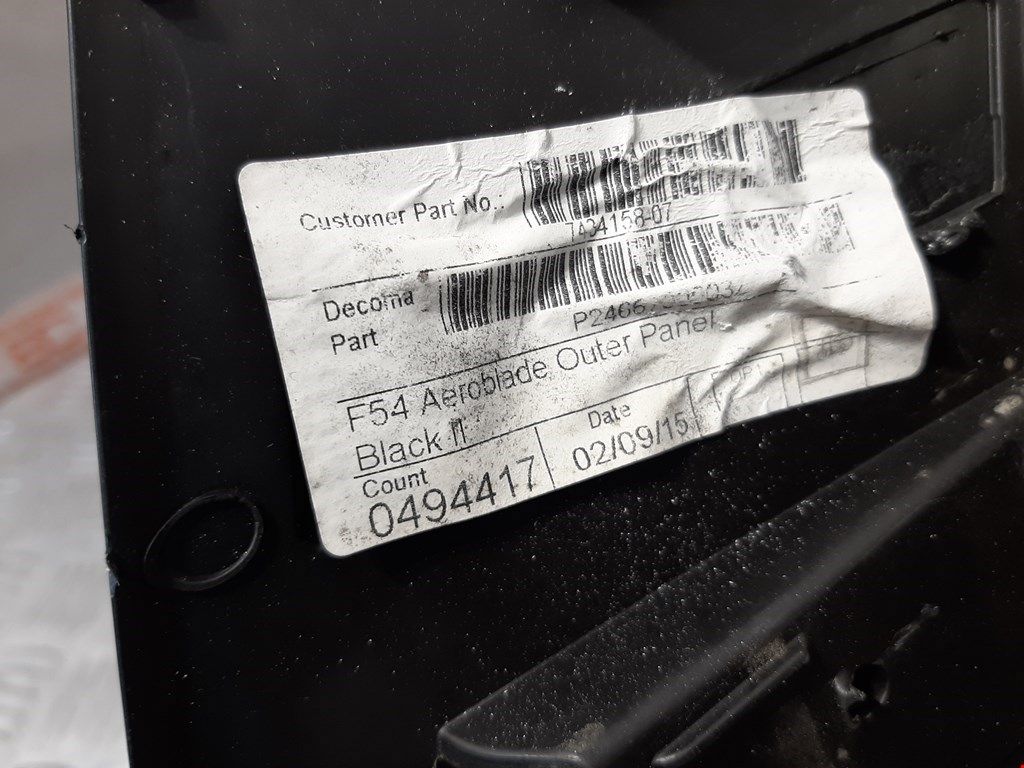 Customer Part No.:
7434158-07
Decoma
Part
F54 Aeroblade Outer Panel
Black II
Count
0494417
Date
02/09/15